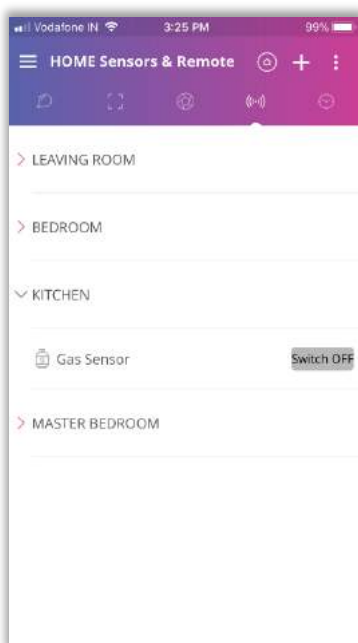 Vodafone IN 3:25 PM 99%
HOME Sensors & Remote
LEAVING ROOM
BEDROOM
KITCHEN
Gas Sensor Switch OFF
MASTER BEDROOM